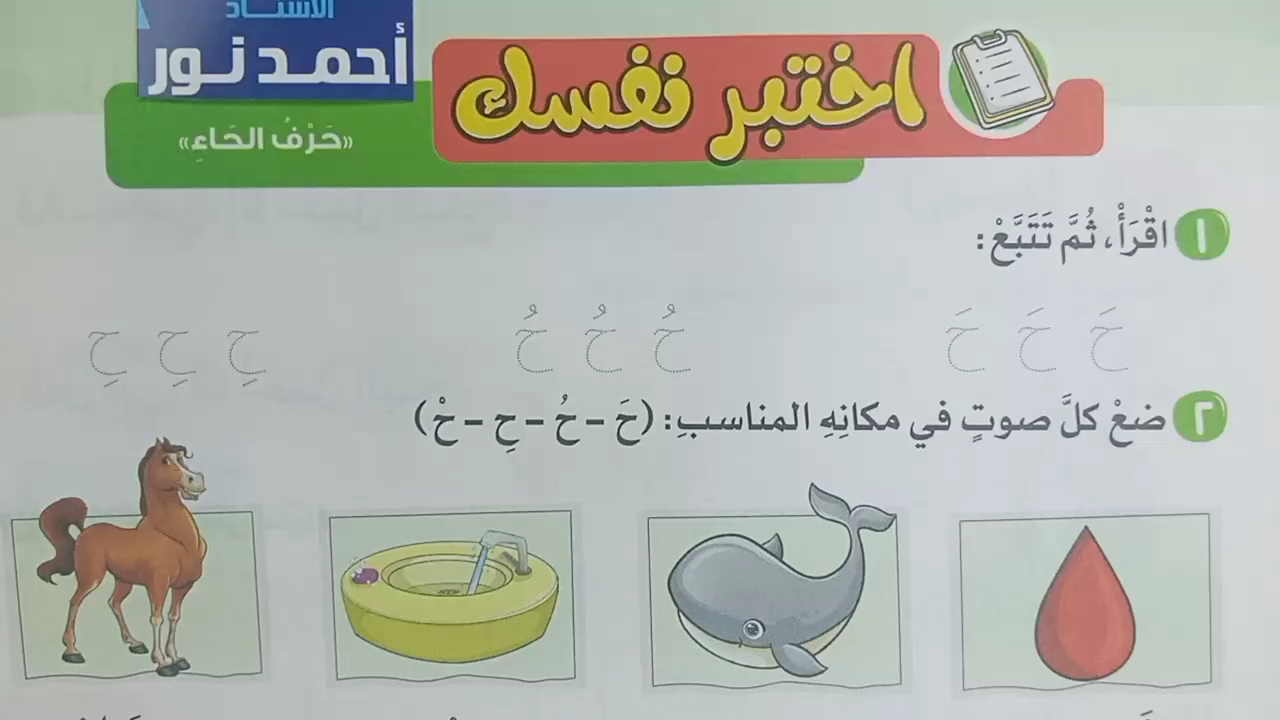 الأستاذ
أحمد نور
اختبر نفسك
«حَرْفُ الحَاءِ»
١ اقْرَأْ، ثُمَّ تَتَبَّعْ:
حَ حَ حَ حُ حُ حُ حِ حِ حِ
٢ ضعْ كلَّ صوتٍ في مكانِهِ المناسبِ: (حَ - حُ - حِ - حْ)